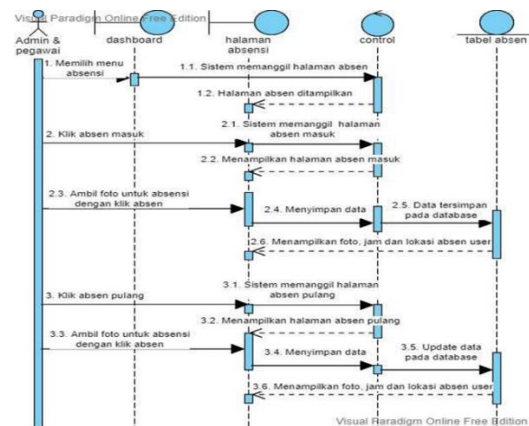 Visual Paradigm Online Free Edition
Admin &
pegawai
dashboard
halaman
absensi
control
tabel absen
1. Memilih menu
absensi
1.1. Sistem memanggil halaman absen
1.2. Halaman absen ditampilkan
2. Klik absen masuk
2.1. Sistem memanggil halaman
absen masuk
2.2. Menampilkan halaman absen masuk
2.3. Ambil foto untuk absensi
dengan klik absen
2.4. Menyimpan data
2.5. Data tersimpan
pada database
2.6. Menampilkan foto, jam dan lokasi absen user
3. Klik absen pulang
3.1. Sistem memanggil halaman
absen pulang
3.2. Menampilkan halaman absen pulang
3.3. Ambil foto untuk absensi
dengan klik absen
3.4. Menyimpan data
3.5. Update data
pada database
3.6. Menampilkan foto, jam dan lokasi absen user
Visual Paradigm Online Free Edition